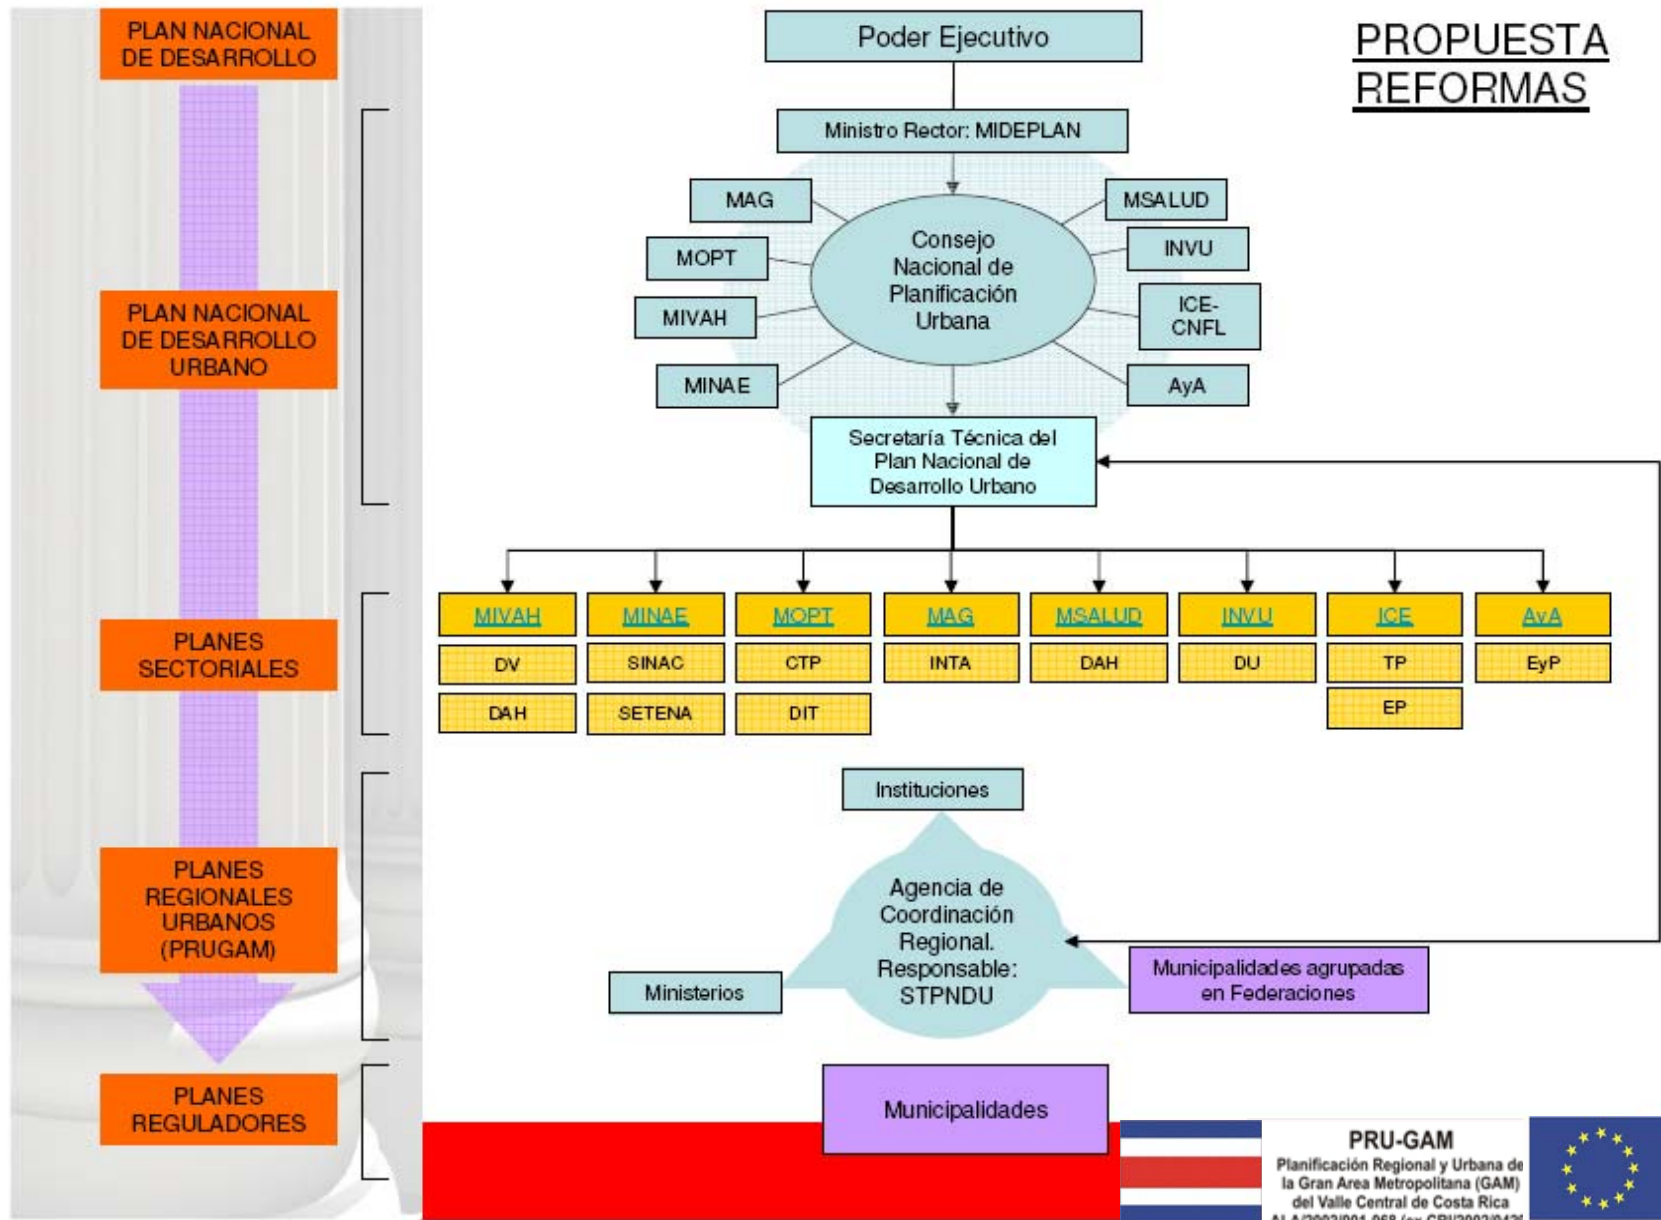 PROPUESTA
REFORMAS
PLAN NACIONAL
DE DESARROLLO
PLAN NACIONAL
DE DESARROLLO
URBANO
PLANES
SECTORIALES
PLANES
REGIONALES
URBANOS
(PRUGAM)
PLANES
REGULADORES
Poder Ejecutivo
Ministro Rector: MIDEPLAN
MAG
MOPT
MIVAH
MINAE
Consejo
Nacional de
Planificación
Urbana
MSALUD
INVU
ICE-
CNFL
AyA
Secretaría Técnica del
Plan Nacional de
Desarrollo Urbano
MIVAH
MINAE
MOPT
MAG
MSALUD
INVU
ICE
AyA
DV
SINAC
CTP
INTA
DAH
DU
TP
EyP
DAH
SETENA
DIT
EP
Instituciones
Agencia de
Coordinación
Regional.
Responsable:
STPNDU
Ministerios
Municipalidades agrupadas
en Federaciones
Municipalidades
PRU-GAM
Planificación Regional y Urbana de
la Gran Area Metropolitana (GAM)
del Valle Central de Costa Rica